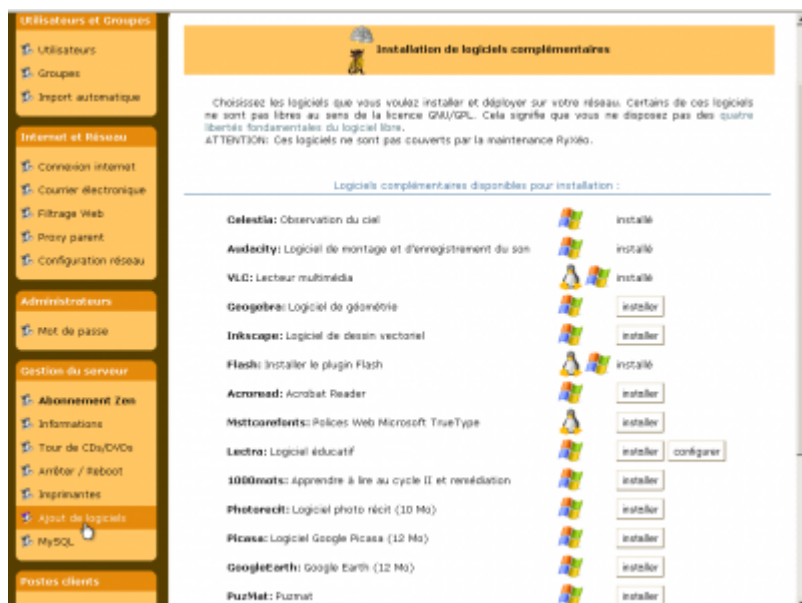 Utilisateurs et Groupes
Utilisateurs
Groupes
Import automatique
Internet et Réseau
Connexion internet
Courrier électronique
Filtrage Web
Proxy parent
Configuration réseau
Administrateurs
Mot de passe
Gestion du serveur
Abonnement Zen
Informations
Tour de CDs/DVDs
Arrêter / Reboot
Imprimantes
Ajout de logiciels
MySQL
Postes clients
Installation de logiciels complémentaires
Choisissez les logiciels que vous voulez installer et déployer sur votre réseau. Certains de ces logiciels
ne sont pas libres au sens de la licence GNU/GPL. Cela signifie que vous ne disposez pas des quatre
libertés fondamentales du logiciel libre.
ATTENTION: Ces logiciels ne sont pas couverts par la maintenance RyXéo.
Logiciels complémentaires disponibles pour installation :
Celestia: Observation du ciel installé
Audacity: Logiciel de montage et d'enregistrement du son installé
VLC: Lecteur multimédia installé
Geogebra: Logiciel de géométrie installer
Inkscape: Logiciel de dessin vectoriel installer
Flash: Installer le plugin Flash installé
Acroread: Acrobat Reader installer
Msttcorefonts: Polices Web Microsoft TrueType installer
Lectra: Logiciel éducatif installer configurer
1000mots: Apprendre à lire au cycle II et remédiation installer
Photorecit: Logiciel photo récit (10 Mo) installer
Picasa: Logiciel Google Picasa (12 Mo) installer
GoogleEarth: Google Earth (12 Mo) installer
PuzMat: Puzmat installer